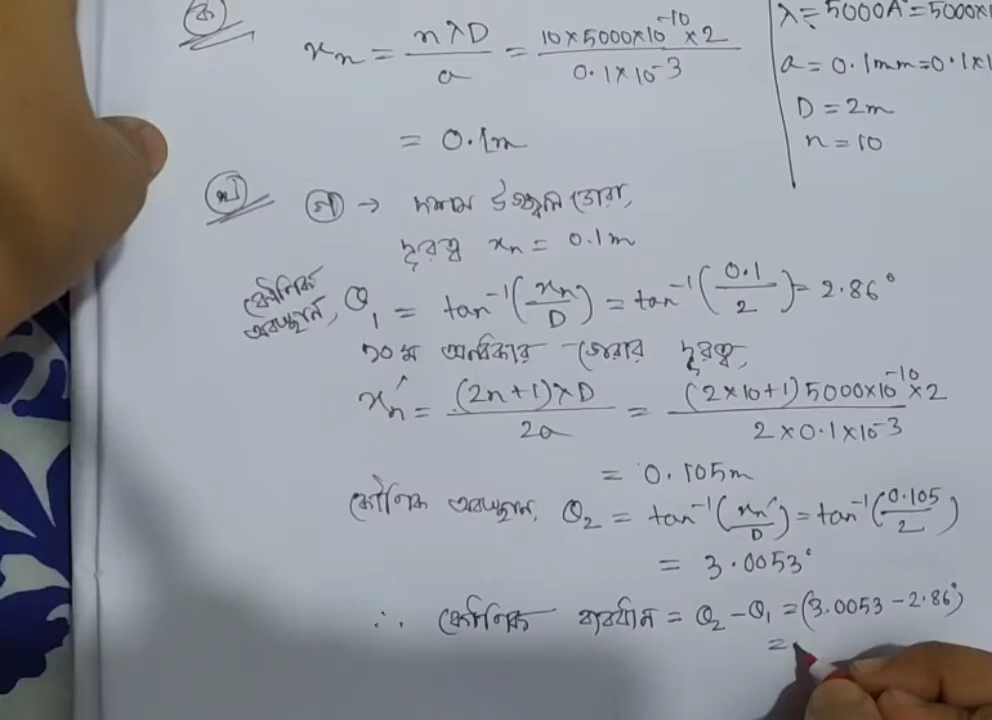 (ক)
xₙ = nλD/a = 10×5000×10⁻¹⁰×2/0.1×10⁻³
= 0.1m
λ = 5000A° = 5000×1
a = 0.1mm = 0.1×1
D = 2m
n = 10
(খ) (ক) → দশম উজ্জ্বল ডোরা,
দূরত্ব xₙ = 0.1m
কৌণিক অবস্থান, θ₁ = tan⁻¹(xₙ/D) = tan⁻¹(0.1/2) = 2.86°
১০ম অন্ধকার ডোরার দূরত্ব,
xₙ′ = (2n+1)λD/2a = (2×10+1)5000×10⁻¹⁰×2/2×0.1×10⁻³
= 0.105m
কৌণিক অবস্থান, θ₂ = tan⁻¹(xₙ′/D) = tan⁻¹(0.105/2)
= 3.0053°
∴ কৌণিক ব্যবধান = θ₂ − θ₁ = (3.0053 − 2.86°)
=